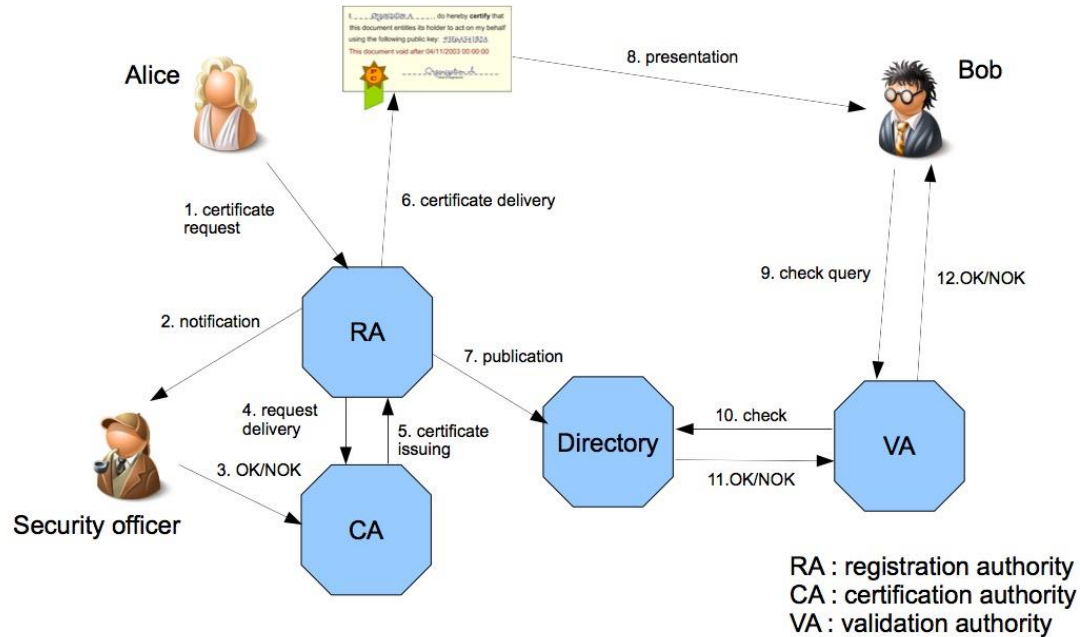 I, Organization A, do hereby certify that
this document entitles its holder to act on my behalf
using the following public key:
This document void after 04/11/2003 00:00:00
P C
Organization A
Alice
8. presentation
Bob
1. certificate
request
6. certificate delivery
9. check query
12.OK/NOK
2. notification
RA
7. publication
4. request
delivery
5. certificate
issuing
10. check
Directory
VA
3. OK/NOK
11.OK/NOK
CA
Security officer
RA : registration authority
CA : certification authority
VA : validation authority